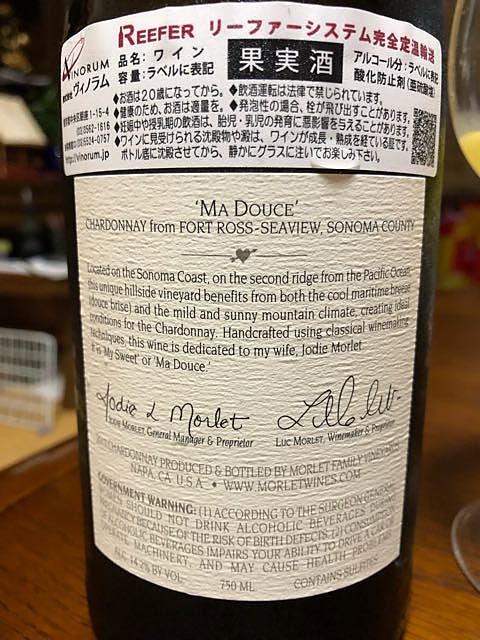 REEFER リーファーシステム完全定温輸送
VINORUM
ヴィノラム
品名：ワイン
容量：ラベルに表記
果実酒
アルコール分：ラベルに表記
酸化防止剤（亜硫酸塩）
1-15-4
http://vinorum.jp
◆お酒は20歳になってから。◆飲酒運転は法律で禁じられています。
◆健康のため、お酒は適量を。◆発泡性の場合、栓が飛び出すことがあります。
◆妊娠中や授乳期の飲酒は、胎児・乳児の発育に悪影響を与えることがあります。
◆ワインに見受けられる沈殿物や澱は、ワインが成長・熟成を経ている証です。
ボトル底に沈殿させてから、静かにグラスに注いでお楽しみ下さい。
'MA DOUCE'
CHARDONNAY from FORT ROSS-SEAVIEW, SONOMA COUNTY
Located on the Sonoma Coast, on the second ridge from the Pacific Ocean,
this unique hillside vineyard benefits from both the cool maritime breeze
(douce brise) and the mild and sunny mountain climate, creating ideal
conditions for the Chardonnay. Handcrafted using classical winemaking
techniques, this wine is dedicated to my wife, Jodie Morlet.
It is 'My Sweet' or 'Ma Douce.'
Jodie L Morlet
JODIE MORLET, General Manager & Proprietor
LUC MORLET, Winemaker & Proprietor
CHARDONNAY PRODUCED & BOTTLED BY MORLET FAMILY VINEYARDS
NAPA, CA U.S.A. • WWW.MORLETWINES.COM
GOVERNMENT WARNING: (1) ACCORDING TO THE SURGEON GENERAL,
WOMEN SHOULD NOT DRINK ALCOHOLIC BEVERAGES DURING
PREGNANCY BECAUSE OF THE RISK OF BIRTH DEFECTS. (2) CONSUMPTION
OF ALCOHOLIC BEVERAGES IMPAIRS YOUR ABILITY TO DRIVE A CAR OR
OPERATE MACHINERY, AND MAY CAUSE HEALTH PROBLEMS.
ALC. 14.2% BY VOL. 750 ML CONTAINS SULFITES